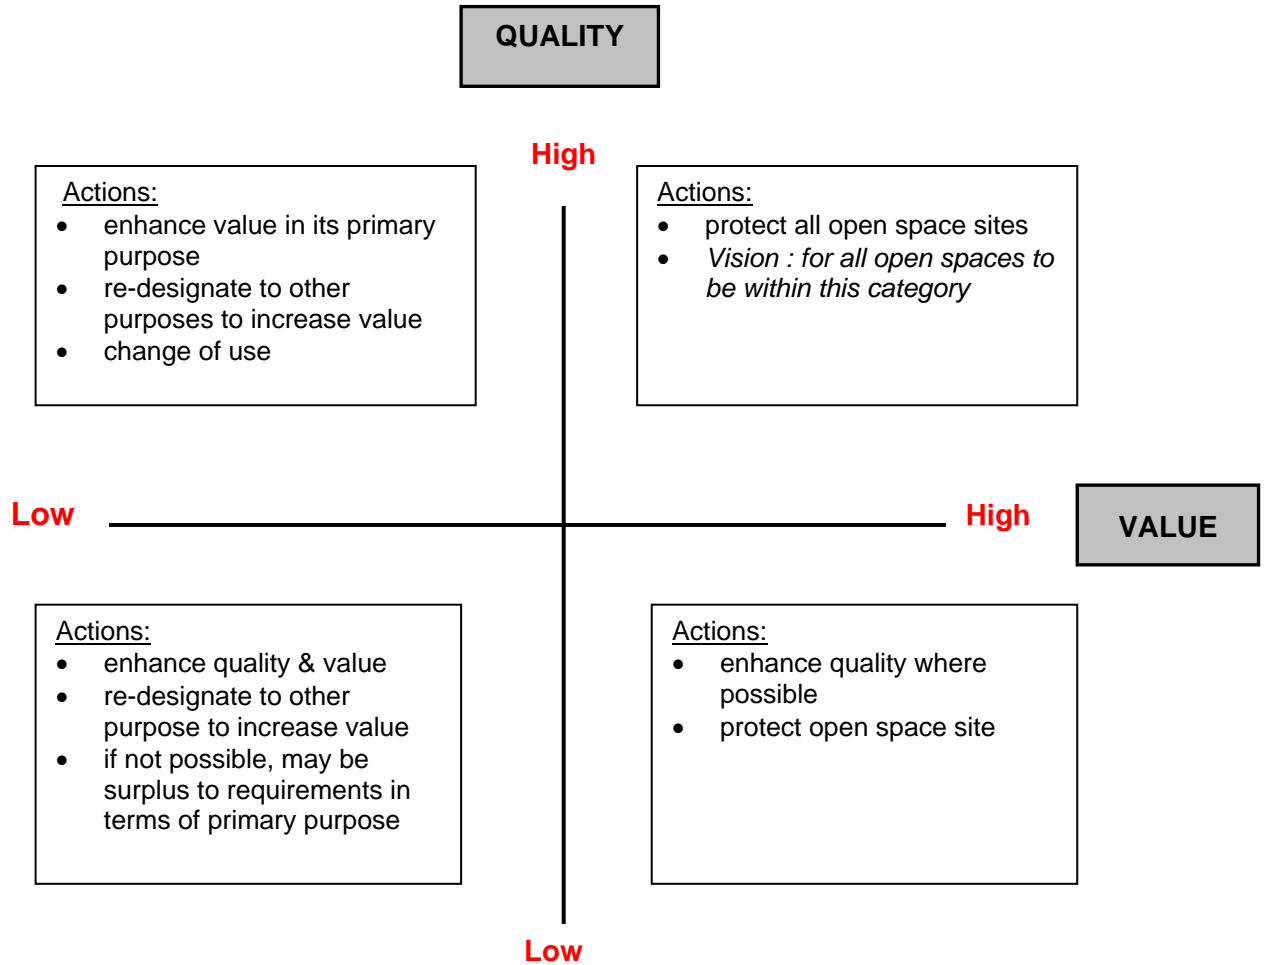 QUALITY
High
Actions:
• enhance value in its primary
purpose
• re-designate to other
purposes to increase value
• change of use
Actions:
• protect all open space sites
• Vision : for all open spaces to
be within this category
Low
High
VALUE
Actions:
• enhance quality & value
• re-designate to other
purpose to increase value
• if not possible, may be
surplus to requirements in
terms of primary purpose
Actions:
• enhance quality where
possible
• protect open space site
Low